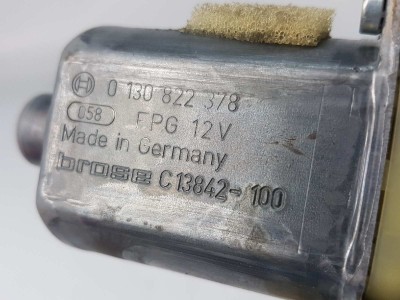 0 130 822 378
058 FPG 12V
Made in Germany
brose C13842-100